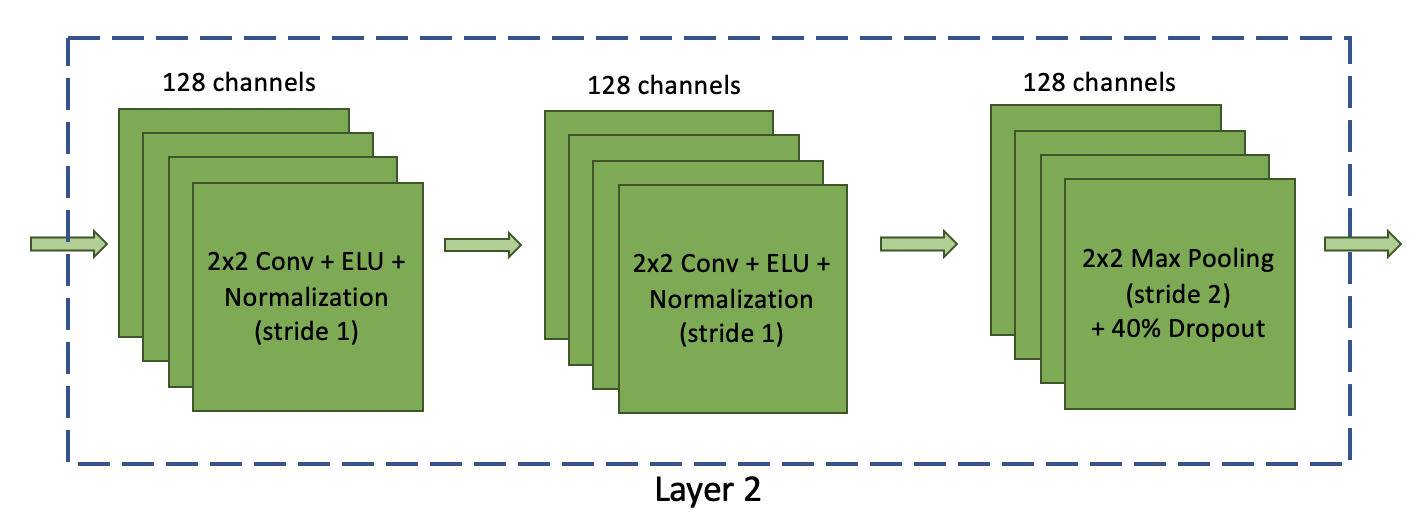 128 channels
2x2 Conv + ELU +
Normalization
(stride 1)
128 channels
2x2 Conv + ELU +
Normalization
(stride 1)
128 channels
2x2 Max Pooling
(stride 2)
+ 40% Dropout
Layer 2